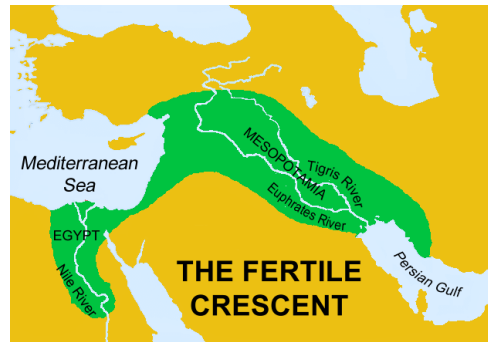 Mediterranean
Sea
MESOPOTAMIA
Tigris River
Euphrates River
EGYPT
Nile River
Persian Gulf
THE FERTILE
CRESCENT